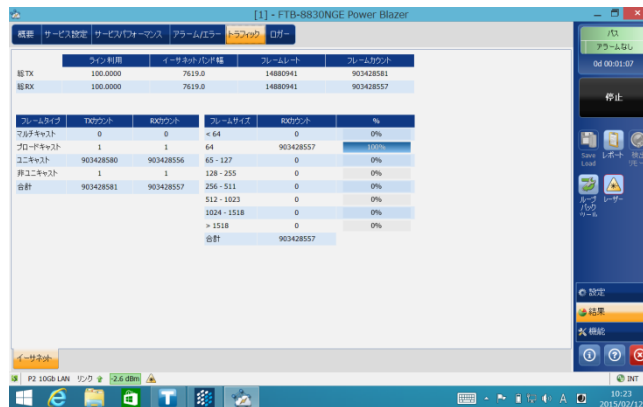 [1] - FTB-8830NGE Power Blazer
概要 サービス設定 サービスパフォーマンス アラーム/エラー トラフィック ロガー
ライン利用 イーサネットバンド幅 フレームレート フレームカウント
総TX 100.0000 7619.0 14880941 903428581
総RX 100.0000 7619.0 14880941 903428557
フレームタイプ TXカウント RXカウント
マルチキャスト 0 0
ブロードキャスト 1 1
ユニキャスト 903428580 903428556
非ユニキャスト 1 1
合計 903428581 903428557
フレームサイズ RXカウント %
< 64 0 0%
64 903428557 100%
65 - 127 0 0%
128 - 255 0 0%
256 - 511 0 0%
512 - 1023 0 0%
1024 - 1518 0 0%
> 1518 0 0%
合計 903428557
パス
アラームなし
0d 00:01:07
停止
Save Load
レポート
ループ
バック
ツール
レーザー
設定
結果
機能
イーサネット
P2 10Gb LAN リンク -2.6 dBm
INT
A
10:23
2015/02/12